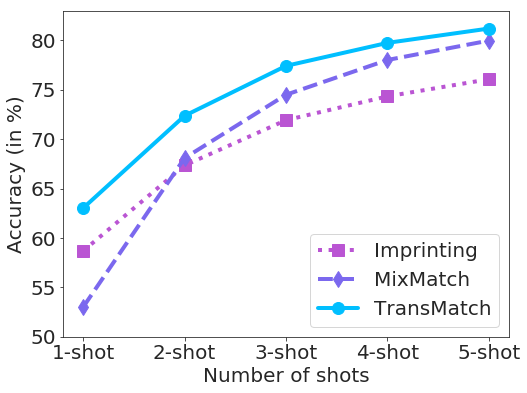 Accuracy (in %)
80
75
70
65
60
55
50
1-shot 2-shot 3-shot 4-shot 5-shot
Number of shots
Imprinting
MixMatch
TransMatch